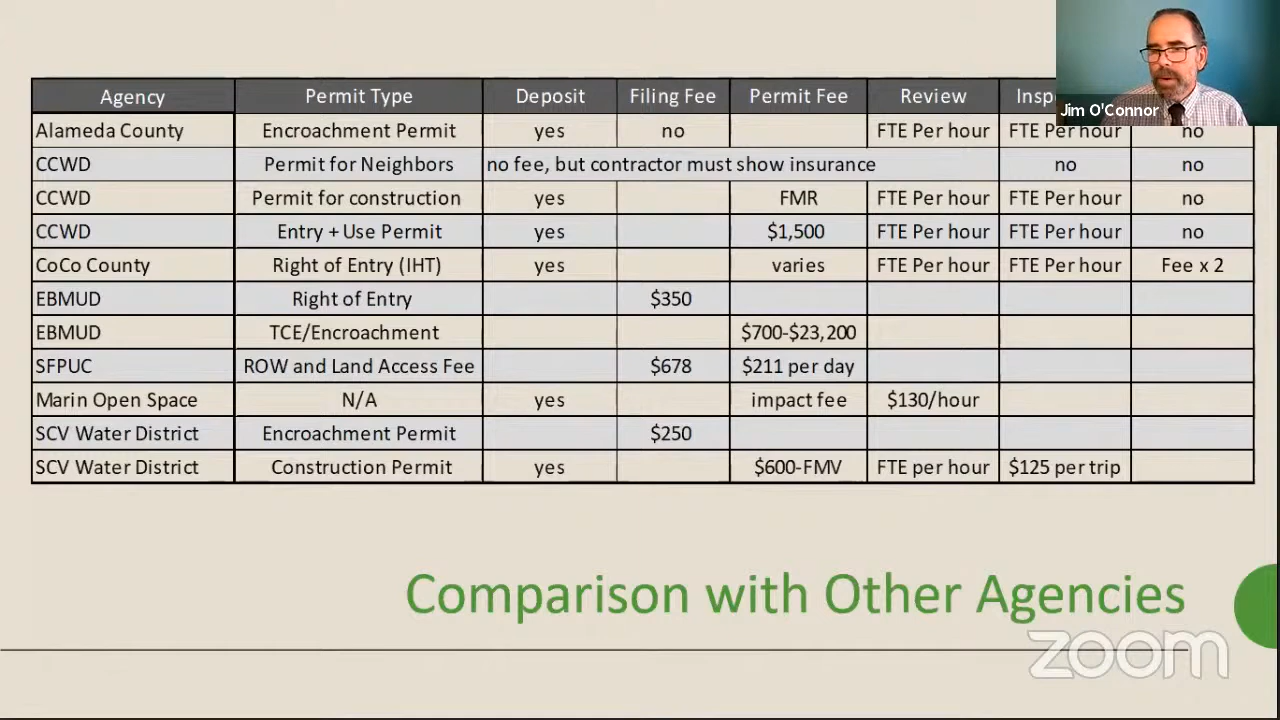 Agency Permit Type Deposit Filing Fee Permit Fee Review
Jim O'Connor
Alameda County Encroachment Permit yes no FTE Per hour FTE Per hour no
CCWD Permit for Neighbors no fee, but contractor must show insurance no no
CCWD Permit for construction yes FMR FTE Per hour FTE Per hour no
CCWD Entry + Use Permit yes $1,500 FTE Per hour FTE Per hour no
CoCo County Right of Entry (IHT) yes varies FTE Per hour FTE Per hour Fee x 2
EBMUD Right of Entry $350
EBMUD TCE/Encroachment $700-$23,200
SFPUC ROW and Land Access Fee $678 $211 per day
Marin Open Space N/A yes impact fee $130/hour
SCV Water District Encroachment Permit $250
SCV Water District Construction Permit yes $600-FMV FTE per hour $125 per trip
Comparison with Other Agencies
zoom